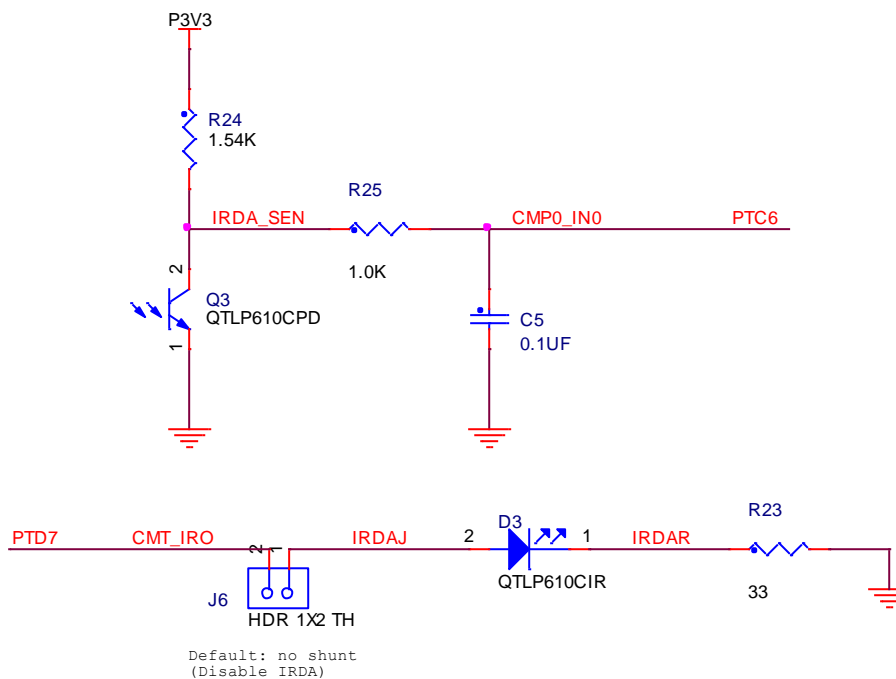 P3V3
R24
1.54K
R25
IRDA_SEN
CMP0_IN0
PTC6
1.0K
2
Q3
QTLP610CPD
1
C5
0.1UF
PTD7
CMT_IRO
2
1
IRDAJ
2
D3
1
IRDAR
R23
QTLP610CIR
33
J6
HDR 1X2 TH
Default: no shunt
(Disable IRDA)